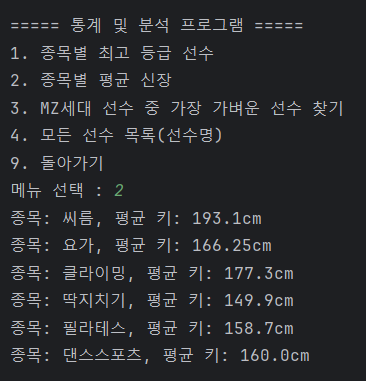 ===== 통계 및 분석 프로그램 =====
1. 종목별 최고 등급 선수
2. 종목별 평균 신장
3. MZ세대 선수 중 가장 가벼운 선수 찾기
4. 모든 선수 목록(선수명)
9. 돌아가기
메뉴 선택 : 2
종목: 씨름, 평균 키: 193.1cm
종목: 요가, 평균 키: 166.25cm
종목: 클라이밍, 평균 키: 177.3cm
종목: 딱지치기, 평균 키: 149.9cm
종목: 필라테스, 평균 키: 158.7cm
종목: 댄스스포츠, 평균 키: 160.0cm